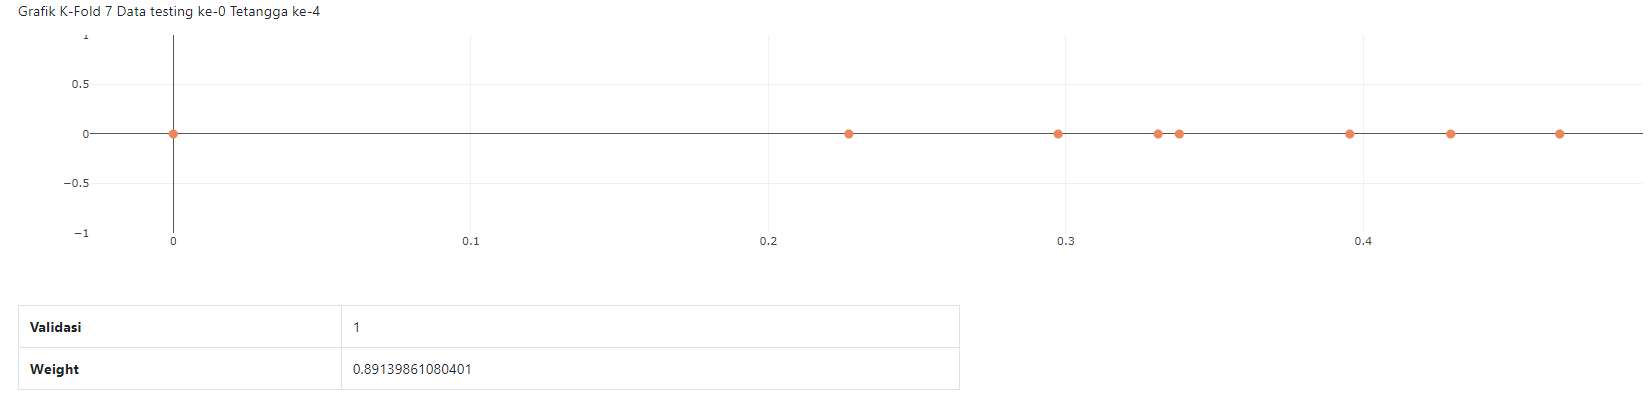 Grafik K-Fold 7 Data testing ke-0 Tetangga ke-4
1
0.5
0
−0.5
−1
0 0.1 0.2 0.3 0.4
Validasi 1
Weight 0.89139861080401